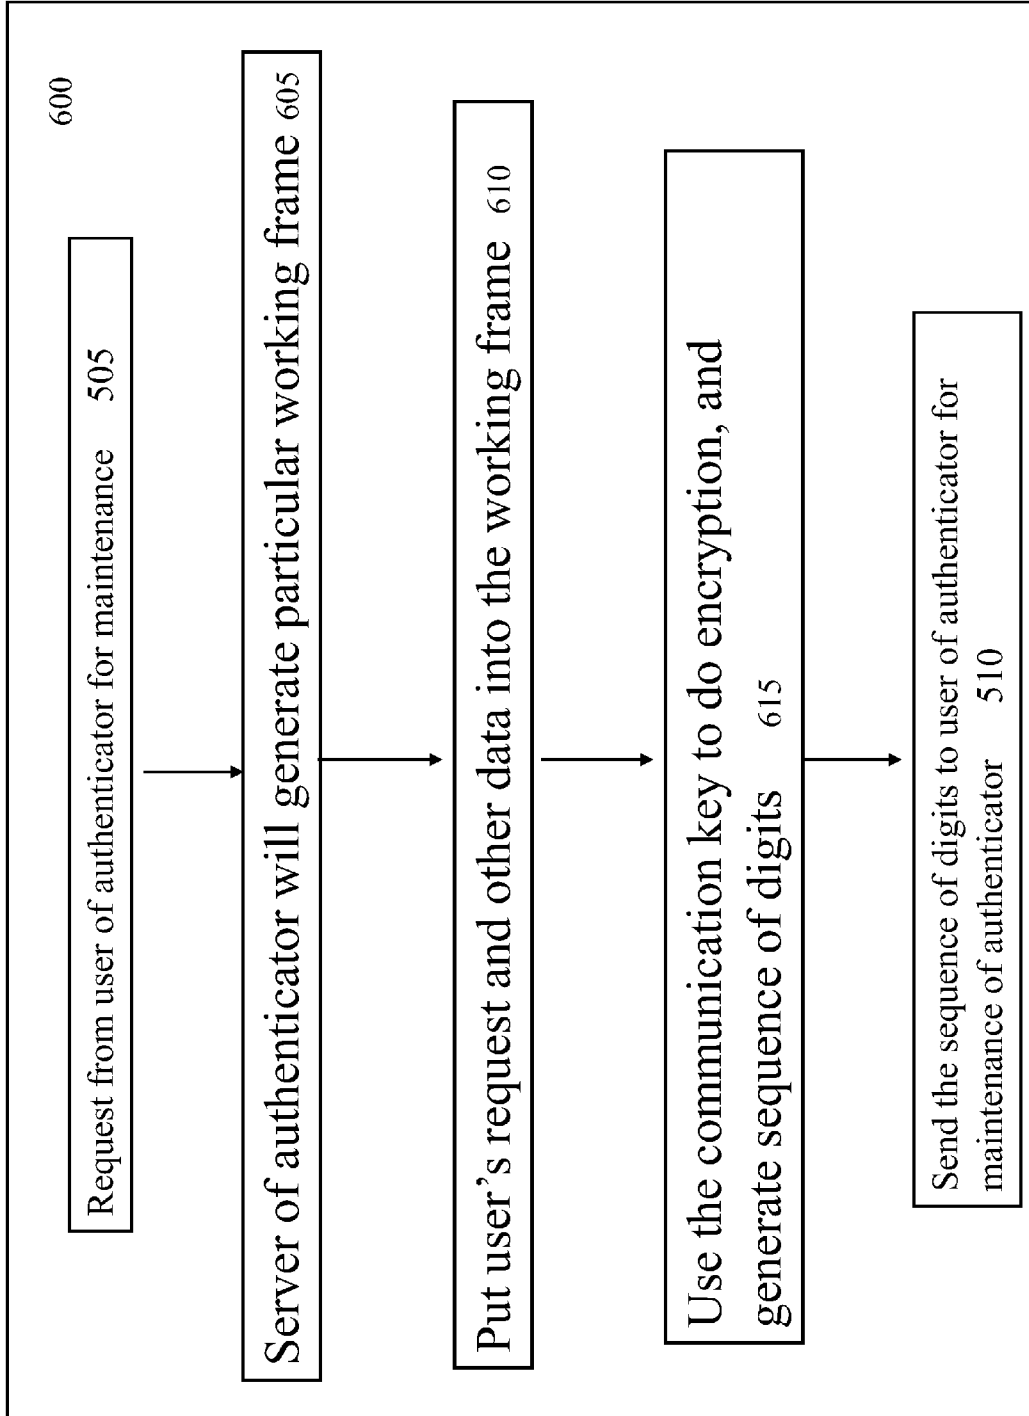 600
Request from user of authenticator for maintenance 505
Server of authenticator will generate particular working frame 605
Put user’s request and other data into the working frame 610
Use the communication key to do encryption, and
generate sequence of digits 615
Send the sequence of digits to user of authenticator for
maintenance of authenticator 510